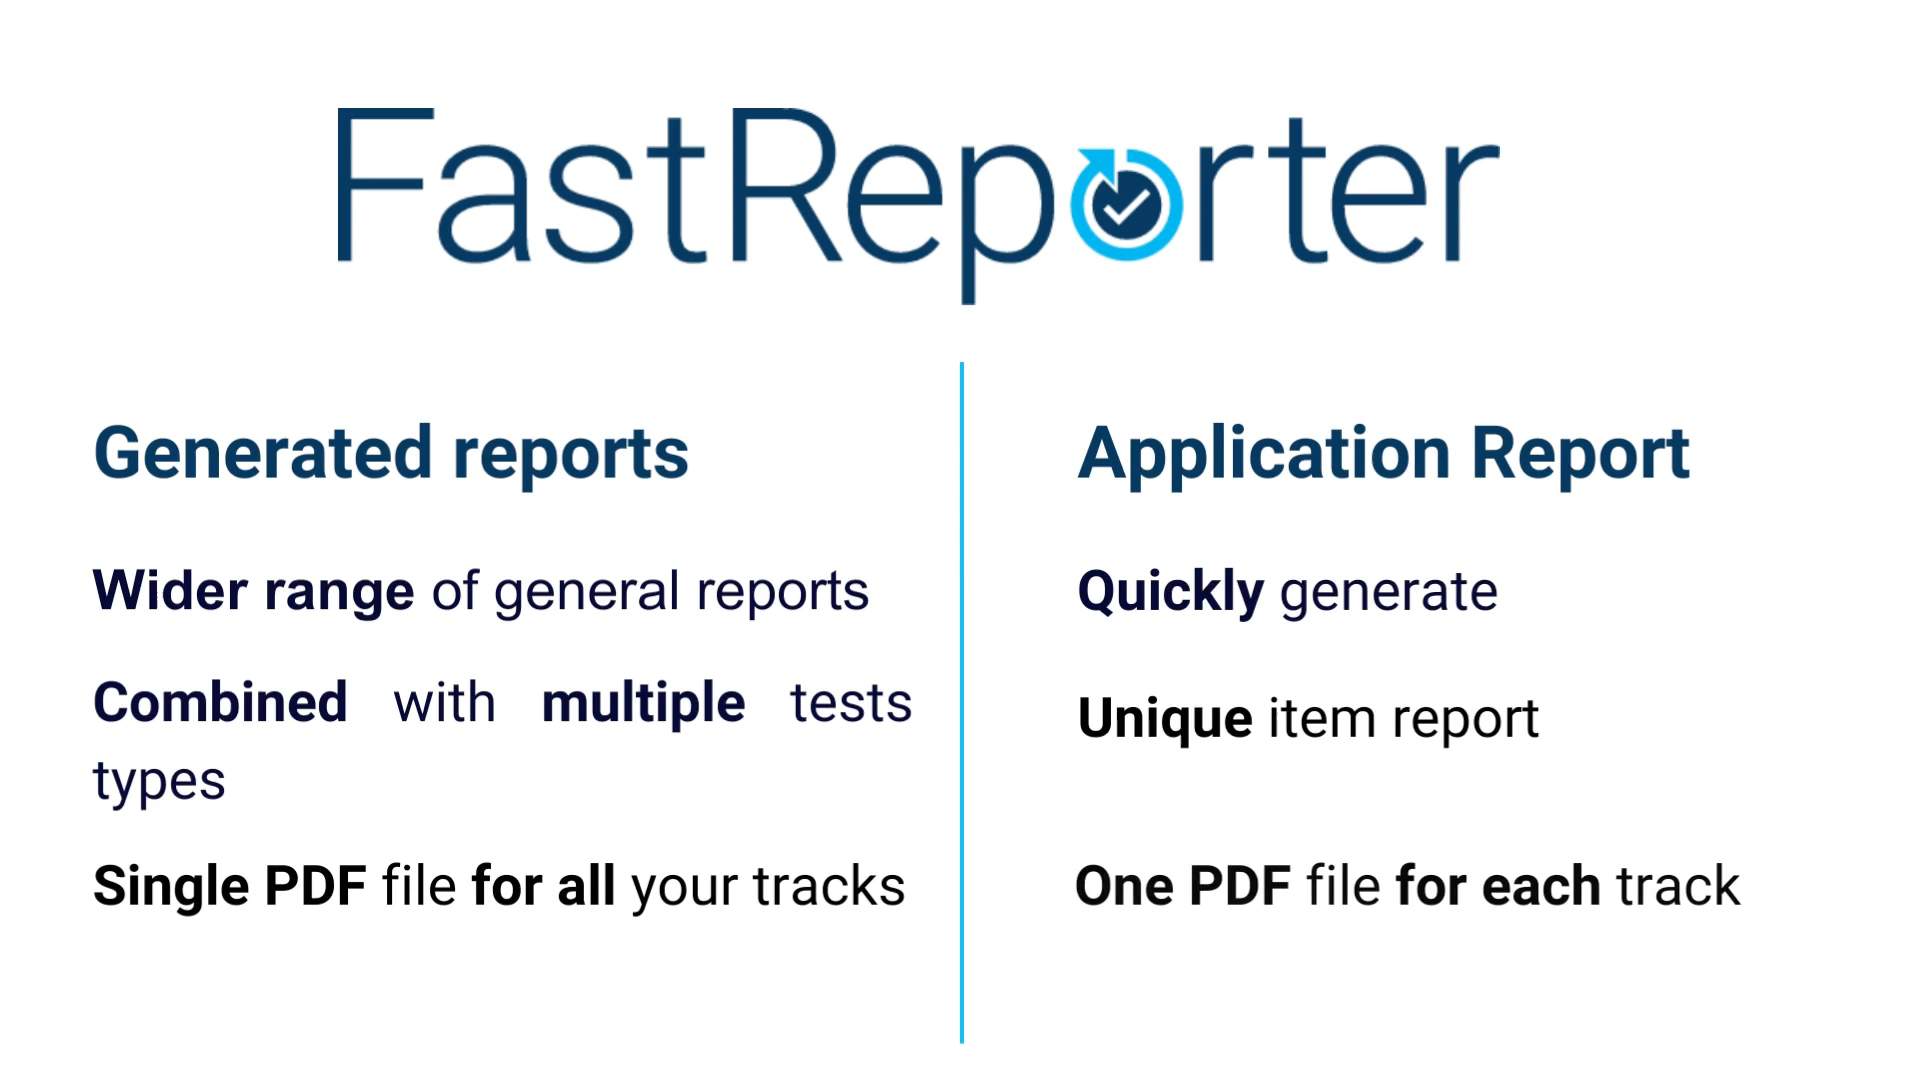 FastReporter
Generated reports
Wider range of general reports
Combined with multiple tests
types
Single PDF file for all your tracks
Application Report
Quickly generate
Unique item report
One PDF file for each track